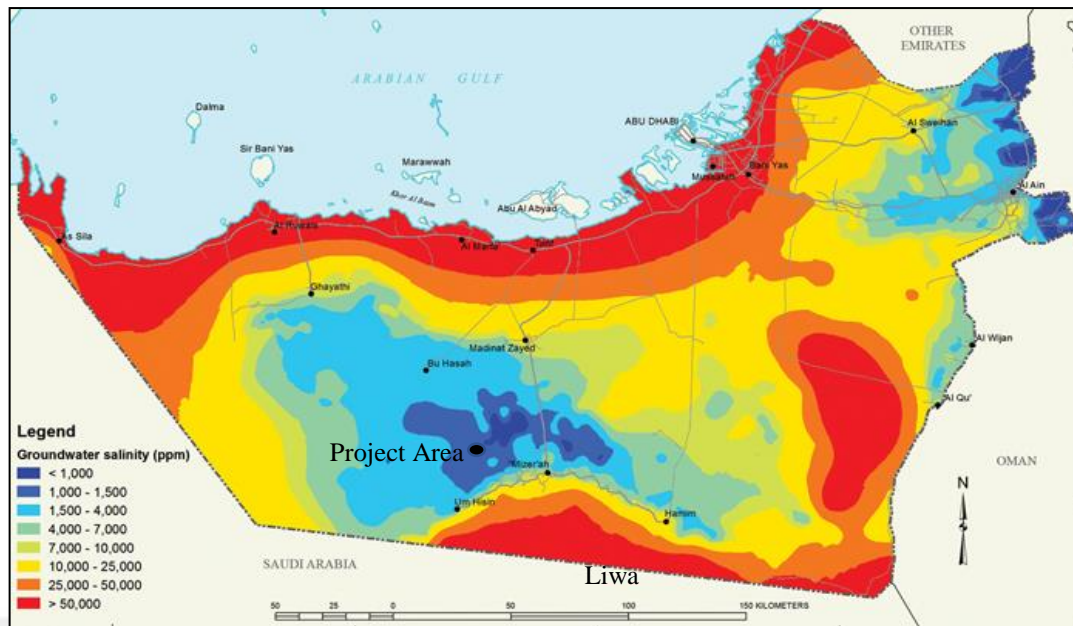 OTHER
EMIRATES
ARABIAN GULF
Dalma
ABU DHABI
Al Sweihan
Sir Bani Yas
Marawwah
Mussafah
Bani Yas
Al Ain
Khor Al Bazm
Abu Al Abyad
As Sila
Al Ruwais
Al Marfa'
Tarif
Ghayathi
Madinat Zayed
Al Wijan
Bu Hasah
Al Qu'
Legend
Groundwater salinity (ppm)
< 1,000
1,000 - 1,500
1,500 - 4,000
4,000 - 7,000
7,000 - 10,000
10,000 - 25,000
25,000 - 50,000
> 50,000
Project Area
Mizer'ah
OMAN
Um Hisin
Hamim
N
SAUDI ARABIA
Liwa
50 25 0 50 100 150 KILOMETERS